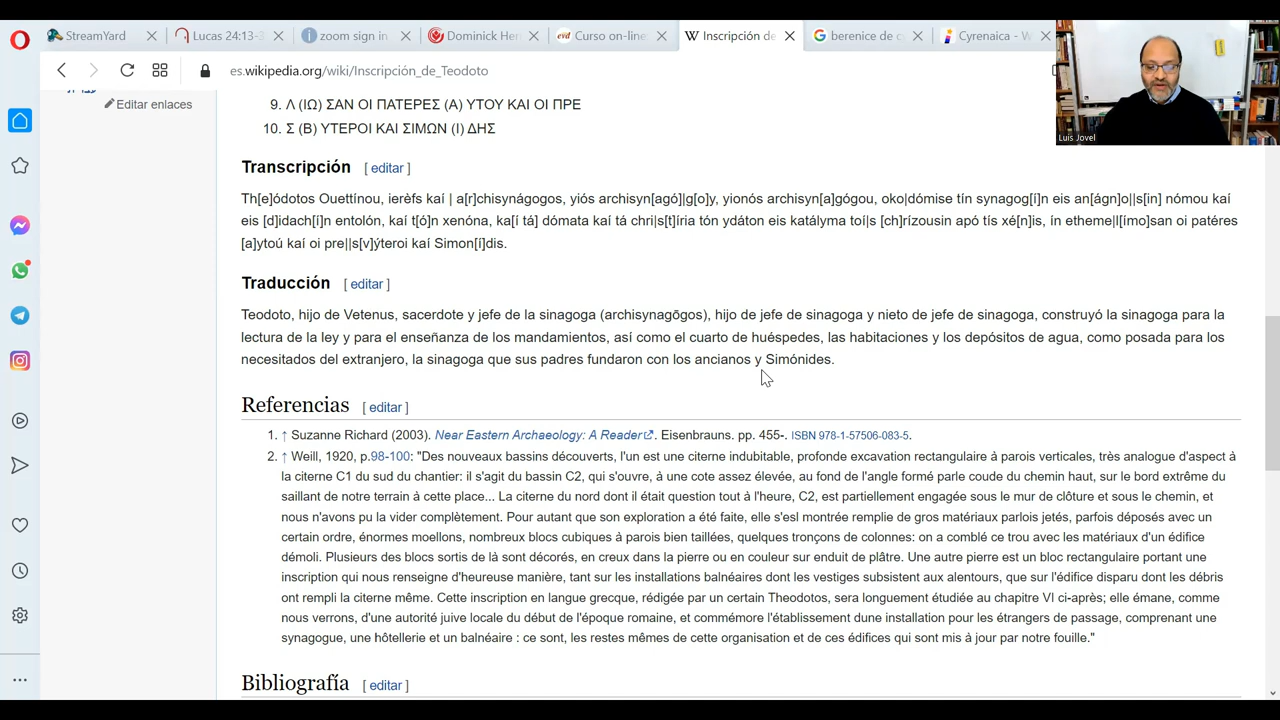 StreamYard
Lucas 24:13-3
zoom sign in
Dominick Her
Curso on-line
Inscripción de
berenice de c
Cyrenaica - W
es.wikipedia.org/wiki/Inscripción_de_Teodoto
Luis Jovel
Editar enlaces
9. Λ (ΙΩ) ΣΑΝ ΟΙ ΠΑΤΕΡΕΣ (Α) ΥΤΟΥ ΚΑΙ ΟΙ ΠΡΕ
10. Σ (Β) ΥΤΕΡΟΙ ΚΑΙ ΣΙΜΩΝ (Ι) ΔΗΣ
Transcripción [ editar ]
Th[e]ódotos Ouettínou, ierèfs kaí | a[r]chisynágogos, yiós archisyn[agó]|g[o]y, yionós archisyn[a]gógou, oko|dómise tín synagog[í]n eis an[ágn]o||s[in] nómou kaí
eis [d]idach[í]n entolón, kaí t[ó]n xenóna, ka[í tá] dómata kaí tá chri|s[t]íria tón ydáton eis katályma toí|s [ch]rízousin apó tís xé[n]is, ín etheme|l[ímo]san oi patéres
[a]ytoú kaí oi pre||s[v]ýteroi kaí Simon[í]dis.
Traducción [ editar ]
Teodoto, hijo de Vetenus, sacerdote y jefe de la sinagoga (archisynagōgos), hijo de jefe de sinagoga y nieto de jefe de sinagoga, construyó la sinagoga para la
lectura de la ley y para el enseñanza de los mandamientos, así como el cuarto de huéspedes, las habitaciones y los depósitos de agua, como posada para los
necesitados del extranjero, la sinagoga que sus padres fundaron con los ancianos y Simónides.
Referencias [ editar ]
1. ↑ Suzanne Richard (2003). Near Eastern Archaeology: A Reader. Eisenbrauns. pp. 455-. ISBN 978-1-57506-083-5.
2. ↑ Weill, 1920, p.98-100: "Des nouveaux bassins découverts, l'un est une citerne indubitable, profonde excavation rectangulaire à parois verticales, très analogue d'aspect à
la citerne C1 du sud du chantier: il s'agit du bassin C2, qui s'ouvre, à une cote assez élevée, au fond de l'angle formé parle coude du chemin haut, sur le bord extrême du
saillant de notre terrain à cette place... La citerne du nord dont il était question tout à l'heure, C2, est partiellement engagée sous le mur de clôture et sous le chemin, et
nous n'avons pu la vider complètement. Pour autant que son exploration a été faite, elle s'esl montrée remplie de gros matériaux parlois jetés, parfois déposés avec un
certain ordre, énormes moellons, nombreux blocs cubiques à parois bien taillées, quelques tronçons de colonnes: on a comblé ce trou avec les matériaux d'un édifice
démoli. Plusieurs des blocs sortis de là sont décorés, en creux dans la pierre ou en couleur sur enduit de plâtre. Une autre pierre est un bloc rectangulaire portant une
inscription qui nous renseigne d'heureuse manière, tant sur les installations balnéaires dont les vestiges subsistent aux alentours, que sur l'édifice disparu dont les débris
ont rempli la citerne même. Cette inscription en langue grecque, rédigée par un certain Theodotos, sera longuement étudiée au chapitre VI ci-après; elle émane, comme
nous verrons, d'une autorité juive locale du début de l'époque romaine, et commémore l'établissement dune installation pour les étrangers de passage, comprenant une
synagogue, une hôtellerie et un balnéaire : ce sont, les restes mêmes de cette organisation et de ces édifices qui sont mis à jour par notre fouille."
Bibliografía [ editar ]